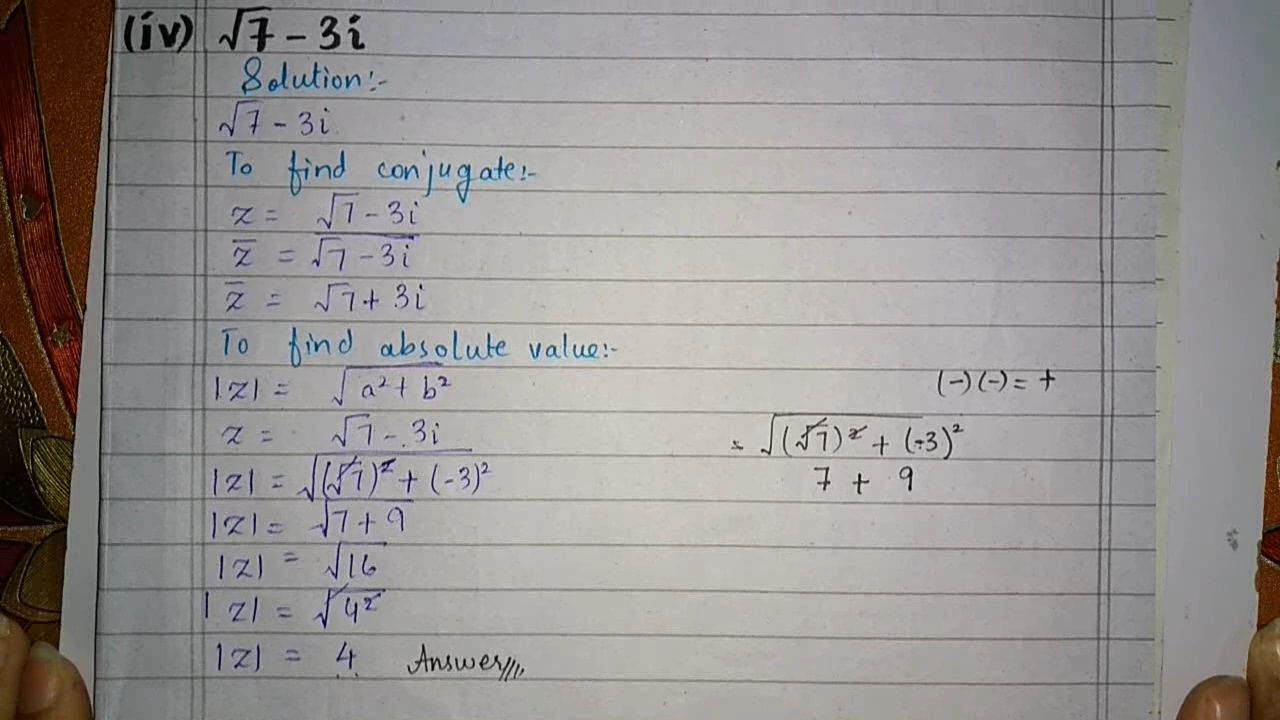 (iv) √7 - 3i
Solution:-
√7 - 3i
To find conjugate:-
z = √7 - 3i
z̅ = \overline{√7 - 3i}
z̅ = √7 + 3i
To find absolute value:-
|z| = √(a² + b²)
z = √7 - 3i
|z| = √((√7)² + (-3)²)
|z| = √(7 + 9)
|z| = √16
|z| = √4²
|z| = 4 Answer
(-)(-) = +
= √((√7)² + (-3)²)
7 + 9